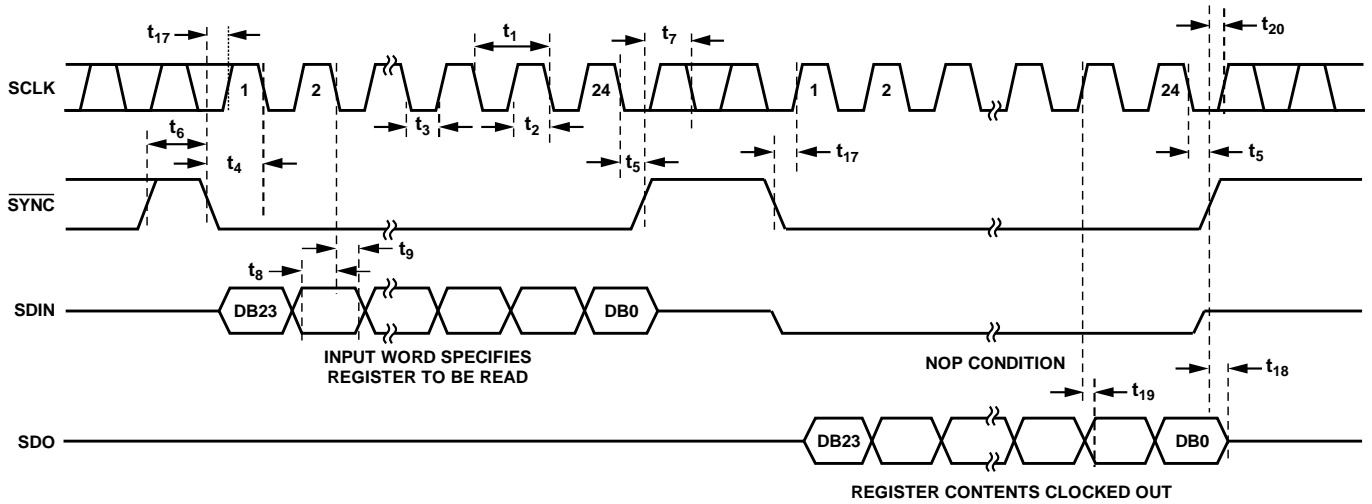 t17 t1 t7 t20
SCLK 1 2 24 1 2 24
t3 t2
t6 t4 t5 t17 t5
SYNC
t9
t8
SDIN DB23 DB0
INPUT WORD SPECIFIES
REGISTER TO BE READ
NOP CONDITION
t18
t19
SDO DB23 DB0
REGISTER CONTENTS CLOCKED OUT